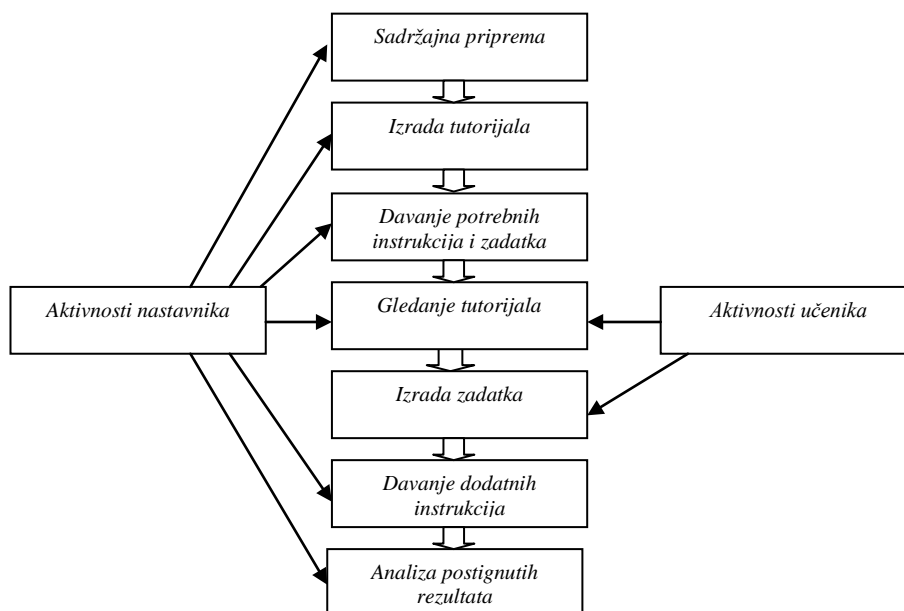 Sadržajna priprema
Izrada tutorijala
Davanje potrebnih
instrukcija i zadatka
Aktivnosti nastavnika
Gledanje tutorijala
Aktivnosti učenika
Izrada zadatka
Davanje dodatnih
instrukcija
Analiza postignutih
rezultata